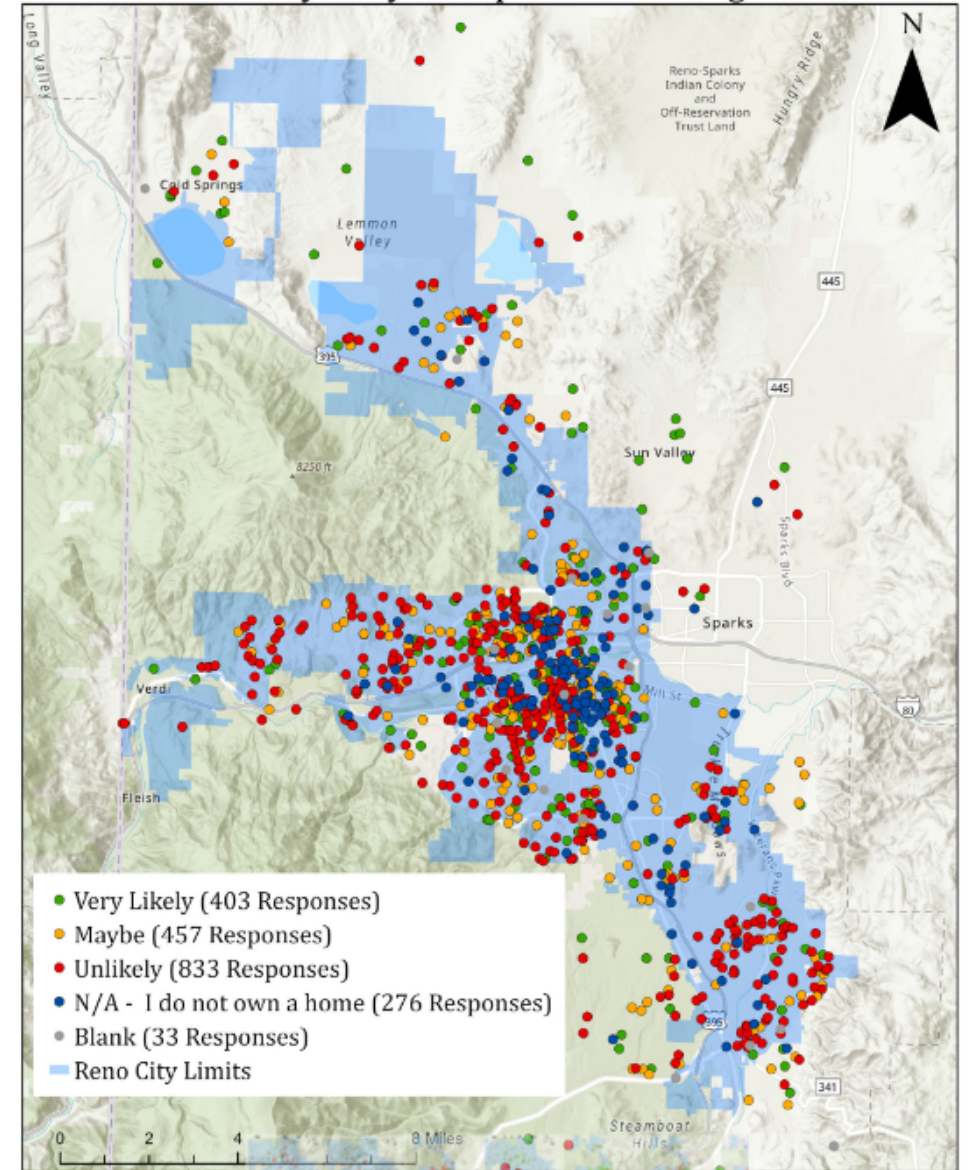 N
Long Valley
Hungry Ridge
Reno-Sparks
Indian Colony
and
Off-Reservation
Trust Land
Cold Springs
Lemmon
Valley
445
395
445
Sun Valley
8250 ft
Sparks Blvd
Sparks
Verdi
Mill St
80
Fleish
Veterans Pkwy
395
341
Steamboat
Hills
Very Likely (403 Responses)
Maybe (457 Responses)
Unlikely (833 Responses)
N/A - I do not own a home (276 Responses)
Blank (33 Responses)
Reno City Limits
0 2 4 8 Miles